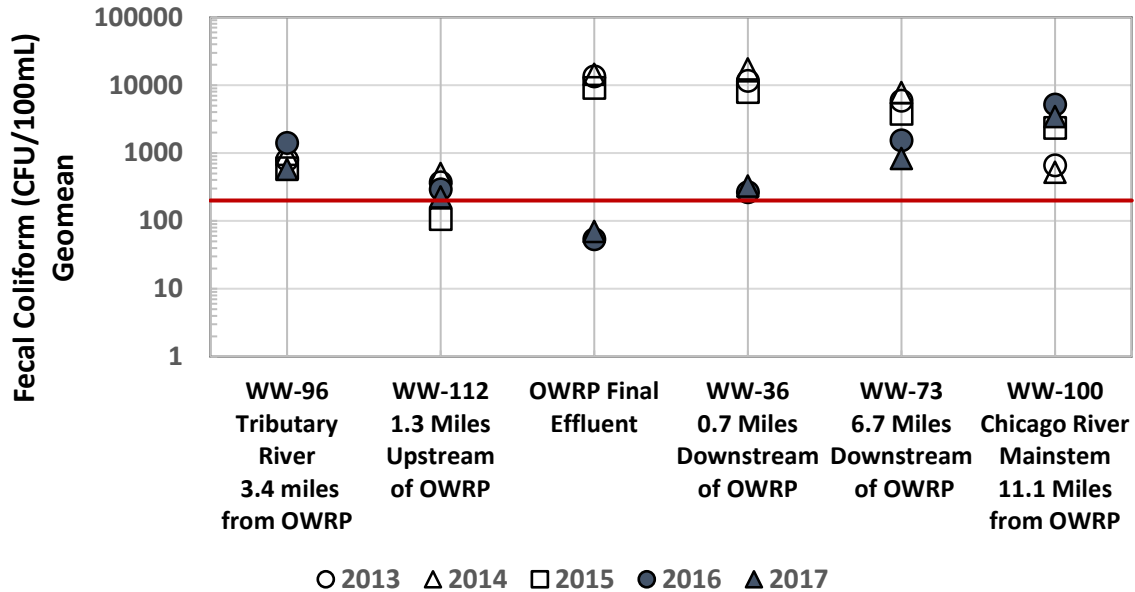 Fecal Coliform (CFU/100mL)
Geomean
100000
10000
1000
100
10
1
WW-96
Tributary
River
3.4 miles
from OWRP
WW-112
1.3 Miles
Upstream
of OWRP
OWRP Final
Effluent
WW-36
0.7 Miles
Downstream
of OWRP
WW-73
6.7 Miles
Downstream
of OWRP
WW-100
Chicago River
Mainstem
11.1 Miles
from OWRP
2013 2014 2015 2016 2017